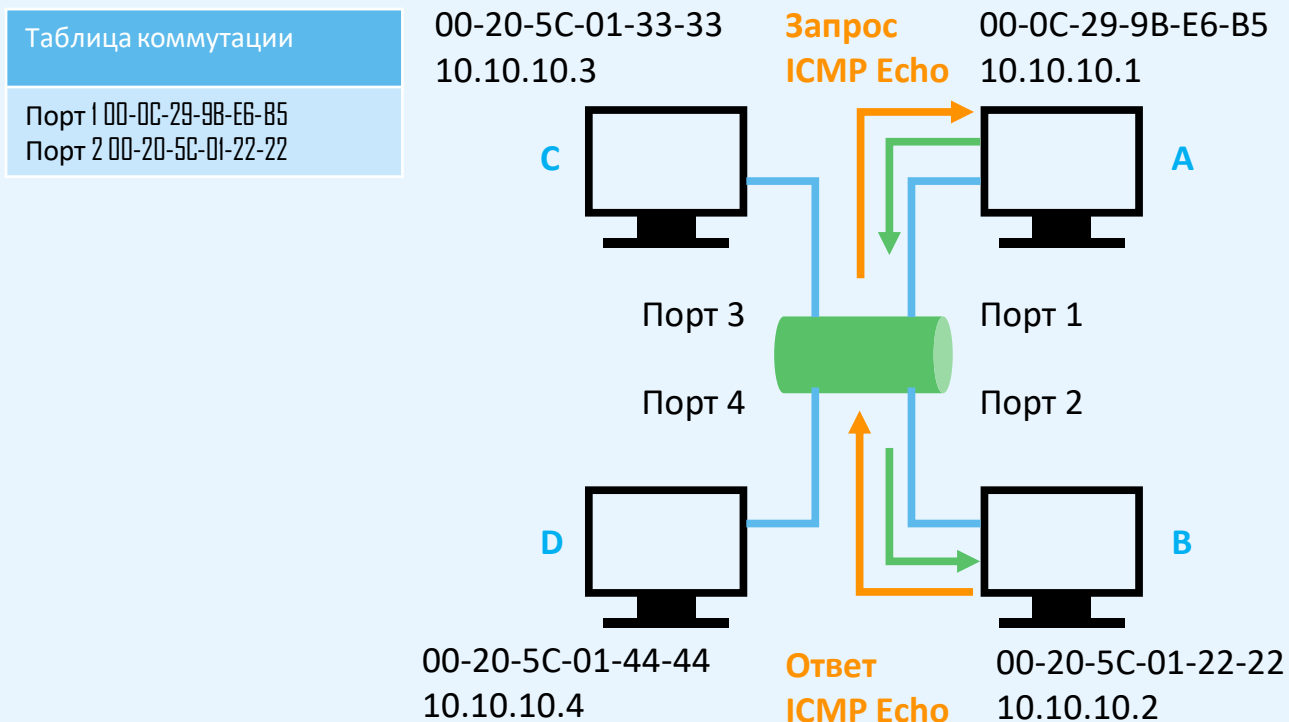 Таблица коммутации
Порт 1 00-0C-29-9B-E6-B5
Порт 2 00-20-5C-01-22-22
00-20-5C-01-33-33
10.10.10.3
Запрос
ICMP Echo
00-0C-29-9B-E6-B5
10.10.10.1
C
A
Порт 3
Порт 1
Порт 4
Порт 2
D
B
00-20-5C-01-44-44
10.10.10.4
Ответ
ICMP Echo
00-20-5C-01-22-22
10.10.10.2